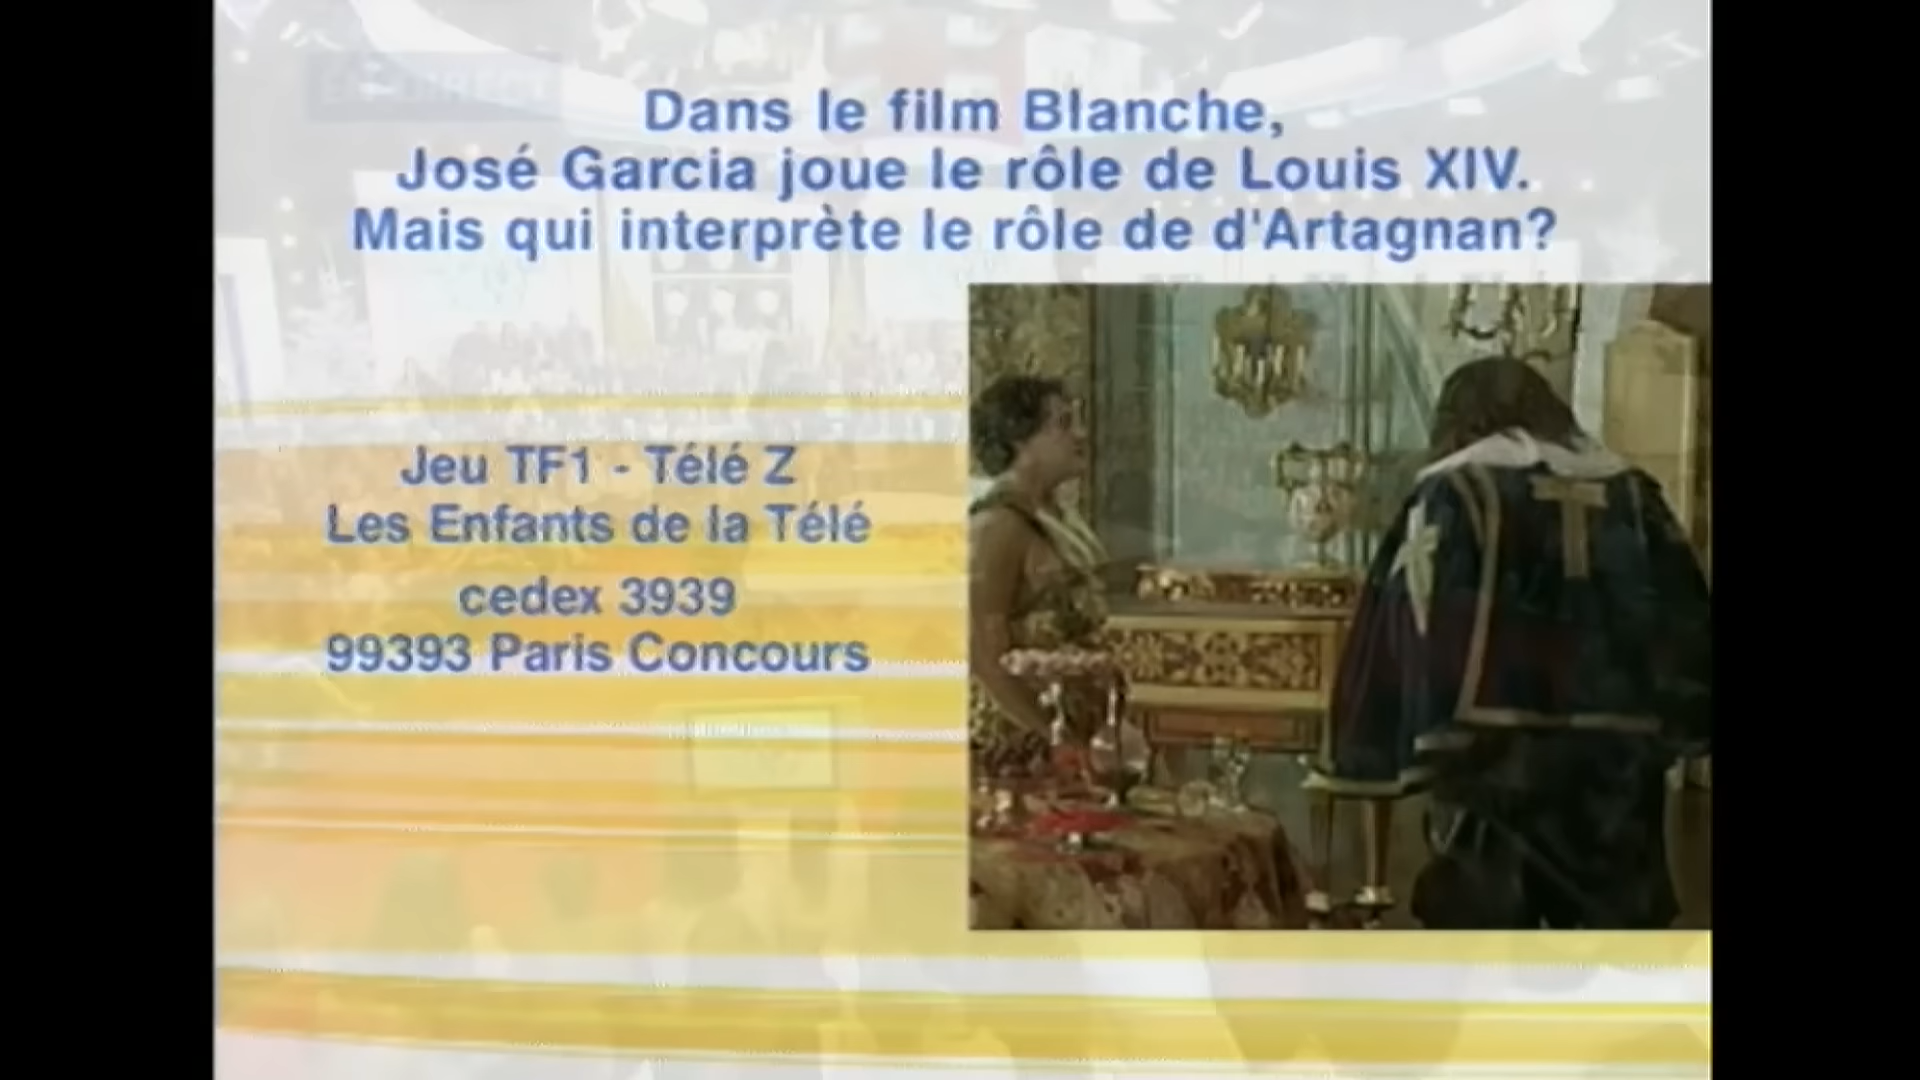 Dans le film Blanche,
José Garcia joue le rôle de Louis XIV.
Mais qui interprète le rôle de d'Artagnan?
Jeu TF1 - Télé Z
Les Enfants de la Télé
cedex 3939
99393 Paris Concours